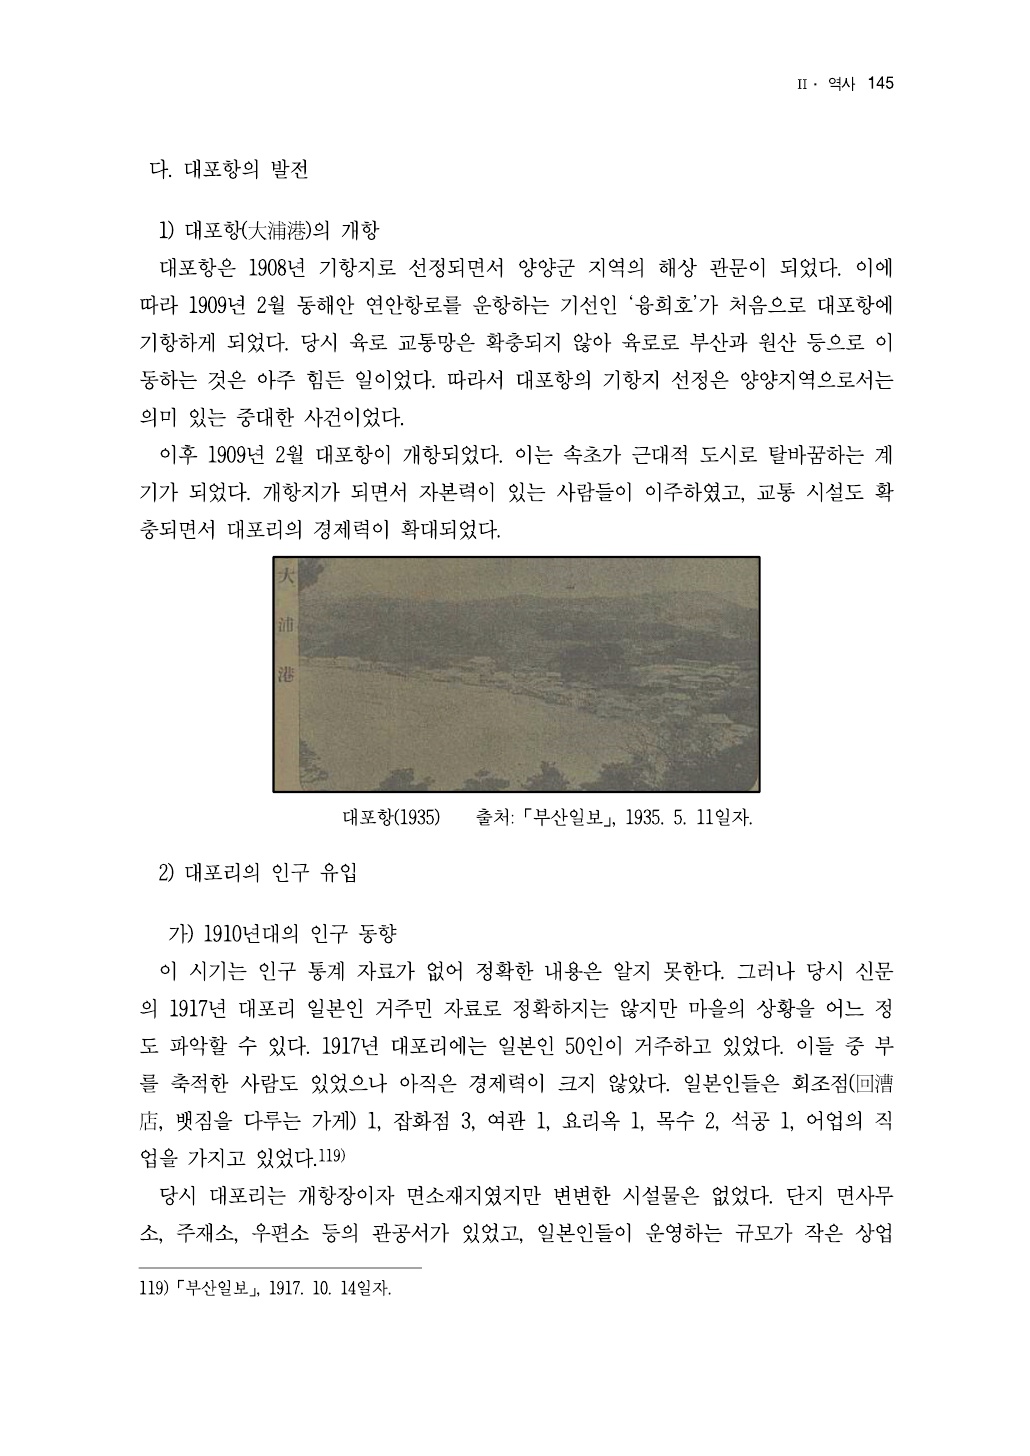 II · 역사 145
다. 대포항의 발전
1) 대포항(大浦港)의 개항
대포항은 1908년 기항지로 선정되면서 양양군 지역의 해상 관문이 되었다. 이에
따라 1909년 2월 동해안 연안항로를 운항하는 기선인 ‘융희호’가 처음으로 대포항에
기항하게 되었다. 당시 육로 교통망은 확충되지 않아 육로로 부산과 원산 등으로 이
동하는 것은 아주 힘든 일이었다. 따라서 대포항의 기항지 선정은 양양지역으로서는
의미 있는 중대한 사건이었다.
이후 1909년 2월 대포항이 개항되었다. 이는 속초가 근대적 도시로 탈바꿈하는 계
기가 되었다. 개항지가 되면서 자본력이 있는 사람들이 이주하였고, 교통 시설도 확
충되면서 대포리의 경제력이 확대되었다.
大
浦
港
대포항(1935) 출처:「부산일보」, 1935. 5. 11일자.
2) 대포리의 인구 유입
가) 1910년대의 인구 동향
이 시기는 인구 통계 자료가 없어 정확한 내용은 알지 못한다. 그러나 당시 신문
의 1917년 대포리 일본인 거주민 자료로 정확하지는 않지만 마을의 상황을 어느 정
도 파악할 수 있다. 1917년 대포리에는 일본인 50인이 거주하고 있었다. 이들 중 부
를 축적한 사람도 있었으나 아직은 경제력이 크지 않았다. 일본인들은 회조점(回漕
店, 뱃짐을 다루는 가게) 1, 잡화점 3, 여관 1, 요리옥 1, 목수 2, 석공 1, 어업의 직
업을 가지고 있었다.119)
당시 대포리는 개항장이자 면소재지였지만 변변한 시설물은 없었다. 단지 면사무
소, 주재소, 우편소 등의 관공서가 있었고, 일본인들이 운영하는 규모가 작은 상업
119)「부산일보」, 1917. 10. 14일자.